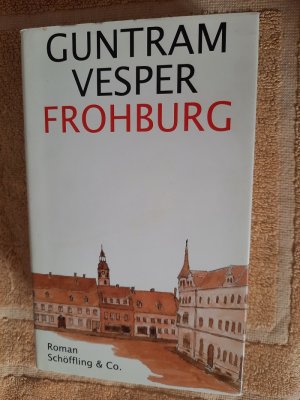 GUNTRAM
VESPER
FROHBURG
Roman
Schöffling & Co.